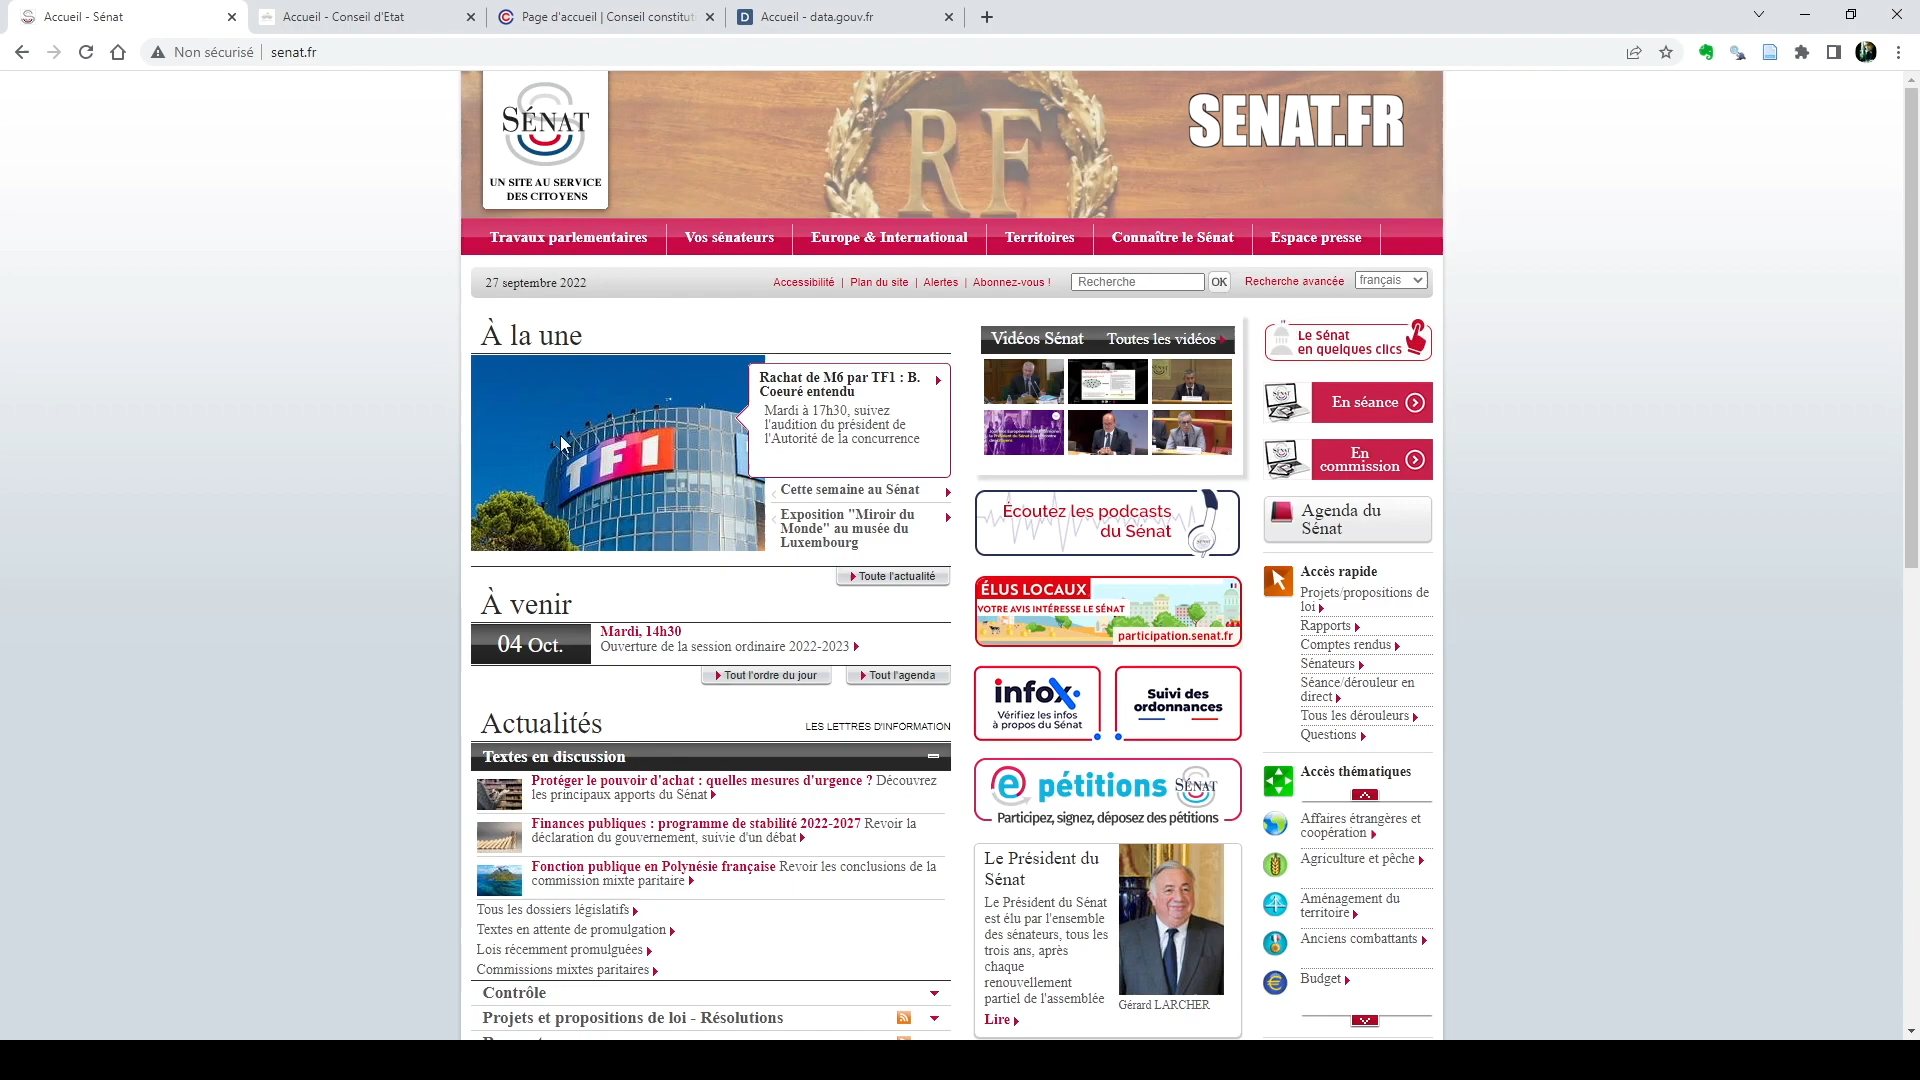 Accueil - Sénat
Accueil - Conseil d'Etat
Page d'accueil | Conseil constitut
Accueil - data.gouv.fr
Non sécurisé
senat.fr
SÉNAT
UN SITE AU SERVICE
DES CITOYENS
RF
SENAT.FR
Travaux parlementaires
Vos sénateurs
Europe & International
Territoires
Connaître le Sénat
Espace presse
27 septembre 2022
Accessibilité | Plan du site | Alertes | Abonnez-vous !
Recherche
OK
Recherche avancée
français
À la une
TF1
Rachat de M6 par TF1 : B.
Coeuré entendu
Mardi à 17h30, suivez
l'audition du président de
l'Autorité de la concurrence
Cette semaine au Sénat
Exposition "Miroir du
Monde" au musée du
Luxembourg
Toute l'actualité
À venir
04 Oct.
Mardi, 14h30
Ouverture de la session ordinaire 2022-2023
Tout l'ordre du jour
Tout l'agenda
Actualités
LES LETTRES D'INFORMATION
Textes en discussion
Protéger le pouvoir d'achat : quelles mesures d'urgence ? Découvrez
les principaux apports du Sénat
Finances publiques : programme de stabilité 2022-2027 Revoir la
déclaration du gouvernement, suivie d'un débat
Fonction publique en Polynésie française Revoir les conclusions de la
commission mixte paritaire
Tous les dossiers législatifs
Textes en attente de promulgation
Lois récemment promulguées
Commissions mixtes paritaires
Contrôle
Projets et propositions de loi - Résolutions
Vidéos Sénat
Toutes les vidéos
Écoutez les podcasts
du Sénat
ÉLUS LOCAUX
VOTRE AVIS INTÉRESSE LE SÉNAT
participation.senat.fr
infox
Vérifiez les infos
à propos du Sénat
Suivi des
ordonnances
e pétitions SÉNAT
Participez, signez, déposez des pétitions
Le Président du
Sénat
Le Président du Sénat
est élu par l'ensemble
des sénateurs, tous les
trois ans, après
chaque
renouvellement
partiel de l'assemblée
Lire
Gérard LARCHER
Le Sénat
en quelques clics
En séance
En
commission
Agenda du
Sénat
Accès rapide
Projets/propositions de
loi
Rapports
Comptes rendus
Sénateurs
Séance/dérouleur en
direct
Tous les dérouleurs
Questions
Accès thématiques
Affaires étrangères et
coopération
Agriculture et pêche
Aménagement du
territoire
Anciens combattants
Budget